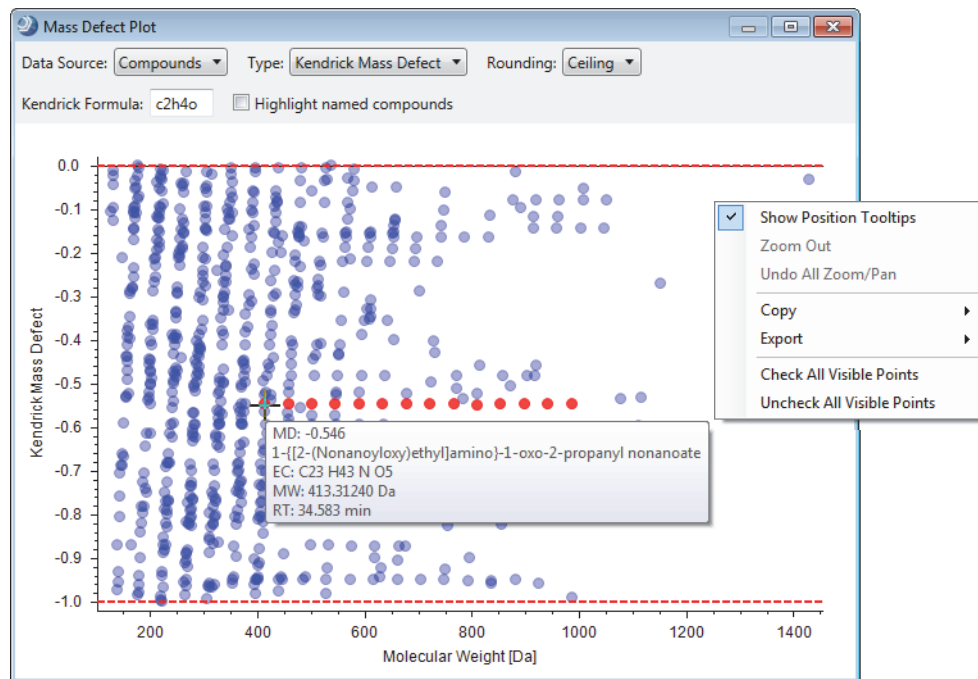 Mass Defect Plot
Data Source: Compounds Type: Kendrick Mass Defect Rounding: Ceiling
Kendrick Formula: c2h4o Highlight named compounds
0.0
-0.1
-0.2
-0.3
-0.4
-0.5
-0.6
-0.7
-0.8
-0.9
-1.0
Kendrick Mass Defect
Show Position Tooltips
Zoom Out
Undo All Zoom/Pan
Copy
Export
Check All Visible Points
Uncheck All Visible Points
MD: -0.546
1-{[2-(Nonanoyloxy)ethyl]amino}-1-oxo-2-propanyl nonanoate
EC: C23 H43 N O5
MW: 413.31240 Da
RT: 34.583 min
200 400 600 800 1000 1200 1400
Molecular Weight [Da]